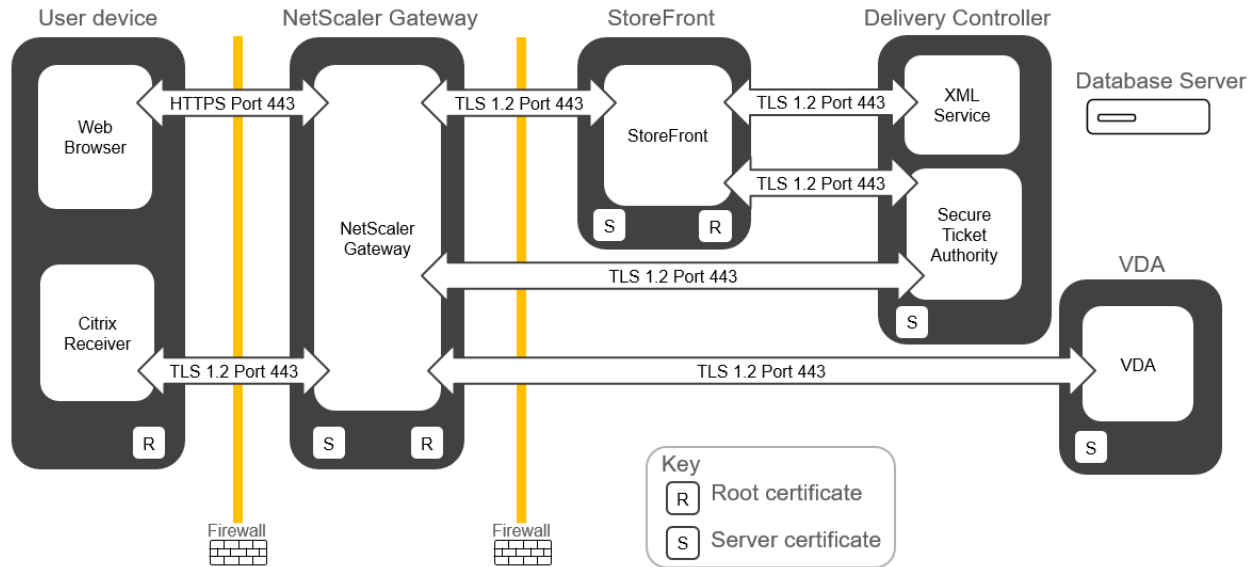 User device
NetScaler Gateway
StoreFront
Delivery Controller
Database Server
Web
Browser
HTTPS Port 443
TLS 1.2 Port 443
StoreFront
TLS 1.2 Port 443
XML
Service
TLS 1.2 Port 443
Secure
Ticket
Authority
S
R
NetScaler
Gateway
TLS 1.2 Port 443
S
VDA
Citrix
Receiver
TLS 1.2 Port 443
TLS 1.2 Port 443
VDA
R
S
R
S
Key
R Root certificate
S Server certificate
Firewall
Firewall